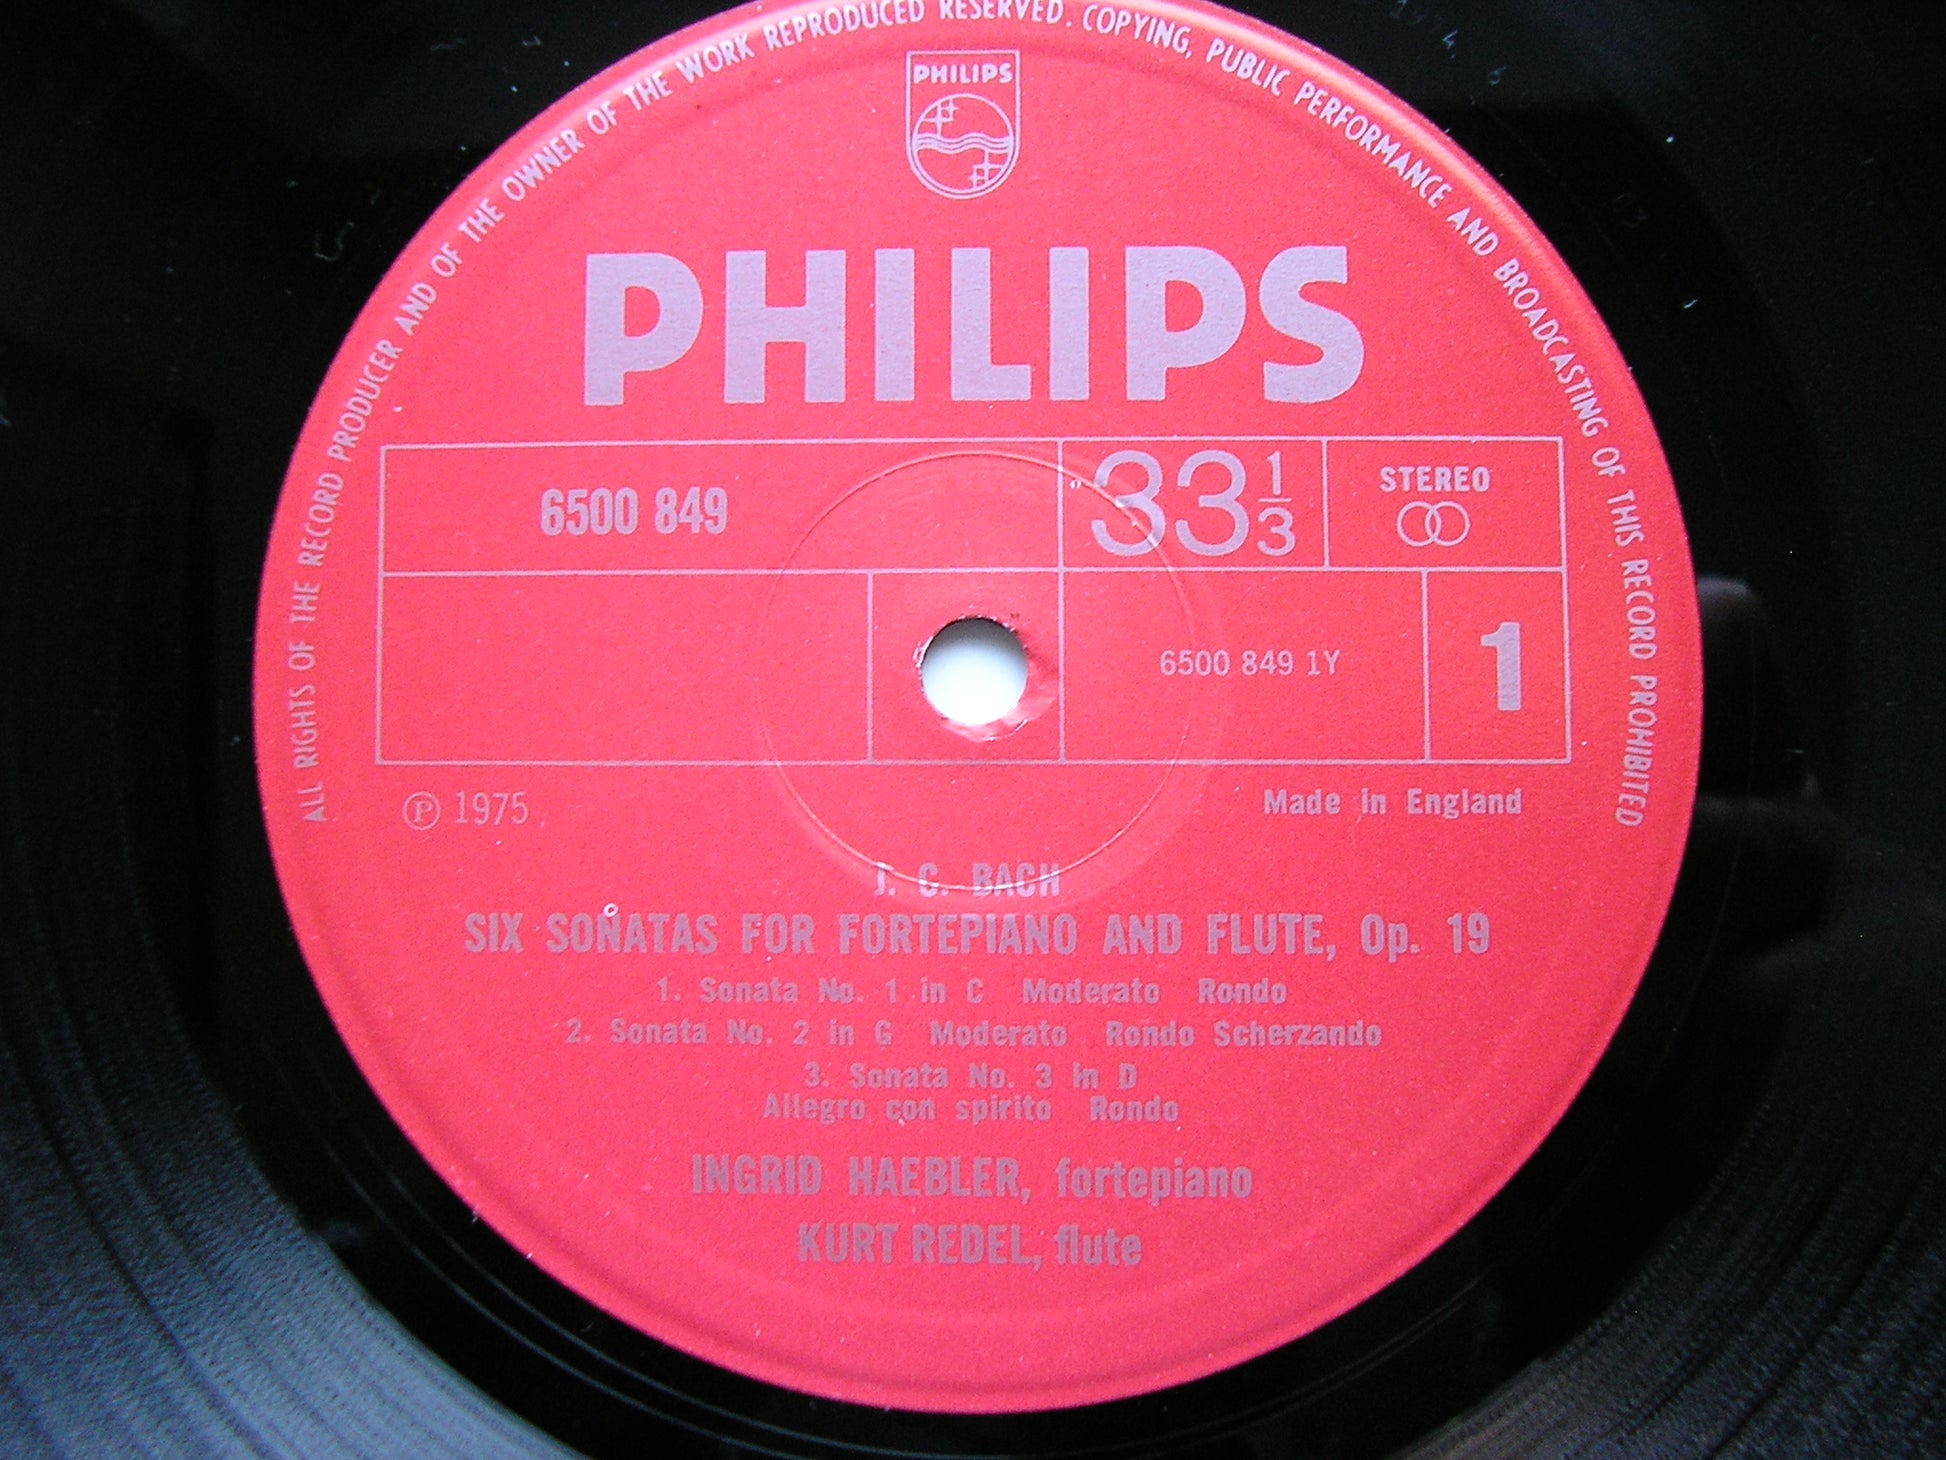 ALL RIGHTS OF THE RECORD PRODUCER AND OF THE OWNER OF THE WORK REPRODUCED RESERVED. COPYING, PUBLIC PERFORMANCE AND BROADCASTING OF THIS RECORD PROHIBITED
PHILIPS
PHILIPS
6500 849
33 1/3
STEREO
6500 849 1Y
1
℗ 1975
Made in England
J. C. BACH
SIX SONATAS FOR FORTEPIANO AND FLUTE, Op. 19
1. Sonata No. 1 in C Moderato Rondo
2. Sonata No. 2 in G Moderato Rondo Scherzando
3. Sonata No. 3 in D
Allegro con spirito Rondo
INGRID HAEBLER, fortepiano
KURT REDEL, flute